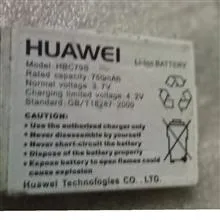 HUAWEI
Li-ion BATTERY
Model: HBC79S
Rated capacity: 750mAh
Normal voltage: 3.7V
Charging limited voltage: 4.2V
Standard: GB/T18287-2000
CAUTION:
● Use the authorized charger only
● Never disassemble by yourself
● Never short-circuit the battery
● Dispose battery properly
● Expose battery to open flames could
cause explosion
Huawei Technologies CO., LTD.